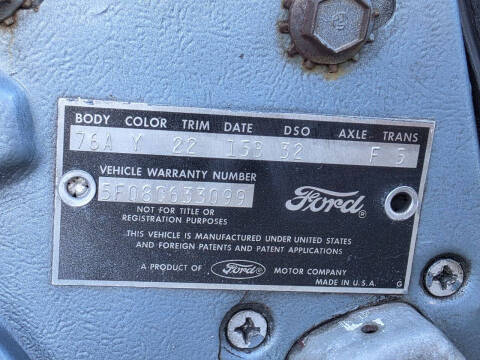 BODY COLOR TRIM DATE DSO AXLE TRANS
76A Y 22 15B 32 F 5
VEHICLE WARRANTY NUMBER
5F08C633099
Ford®
NOT FOR TITLE OR
REGISTRATION PURPOSES
THIS VEHICLE IS MANUFACTURED UNDER UNITED STATES
AND FOREIGN PATENTS AND PATENT APPLICATIONS
A PRODUCT OF Ford® MOTOR COMPANY
MADE IN U.S.A. G